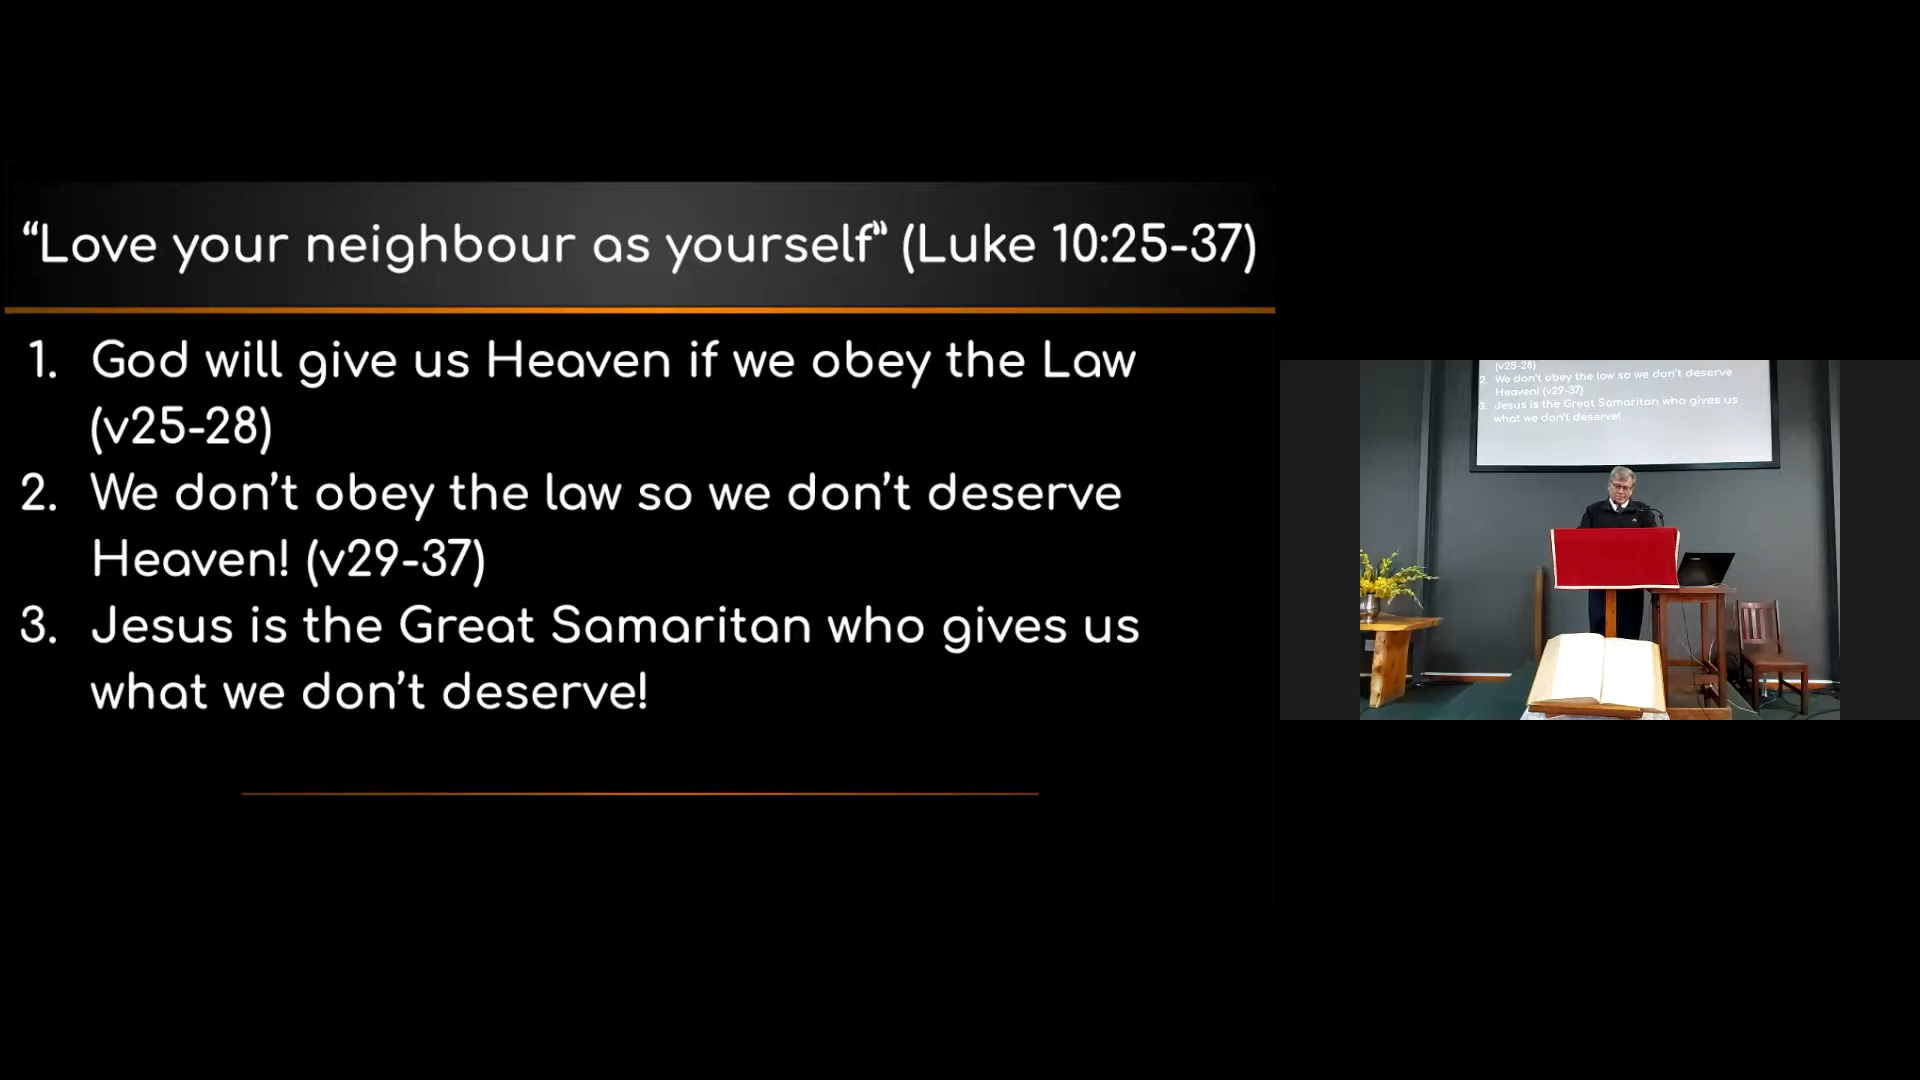 “Love your neighbour as yourself” (Luke 10:25-37)
1. God will give us Heaven if we obey the Law
(v25-28)
2. We don’t obey the law so we don’t deserve
Heaven! (v29-37)
3. Jesus is the Great Samaritan who gives us
what we don’t deserve!
(v25-28)
2. We don’t obey the law so we don’t deserve
Heaven! (v29-37)
3. Jesus is the Great Samaritan who gives us
what we don’t deserve!